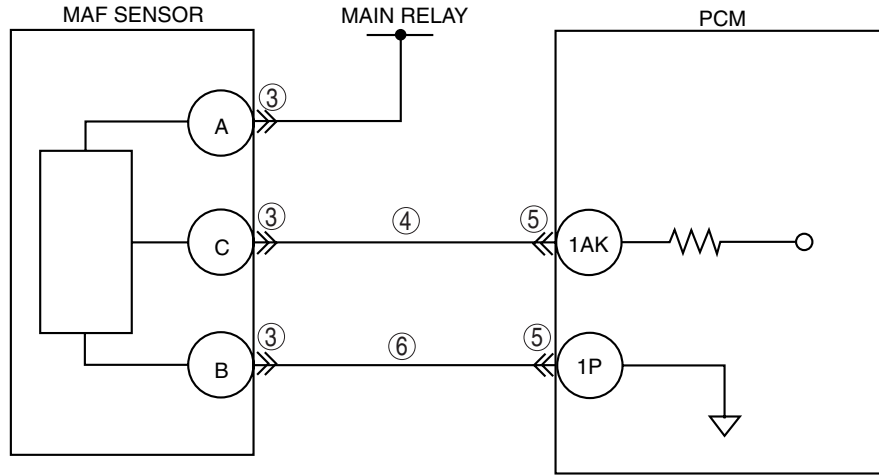 MAF SENSOR
MAIN RELAY
PCM
A
③
C
③
④
⑤
1AK
B
③
⑥
⑤
1P